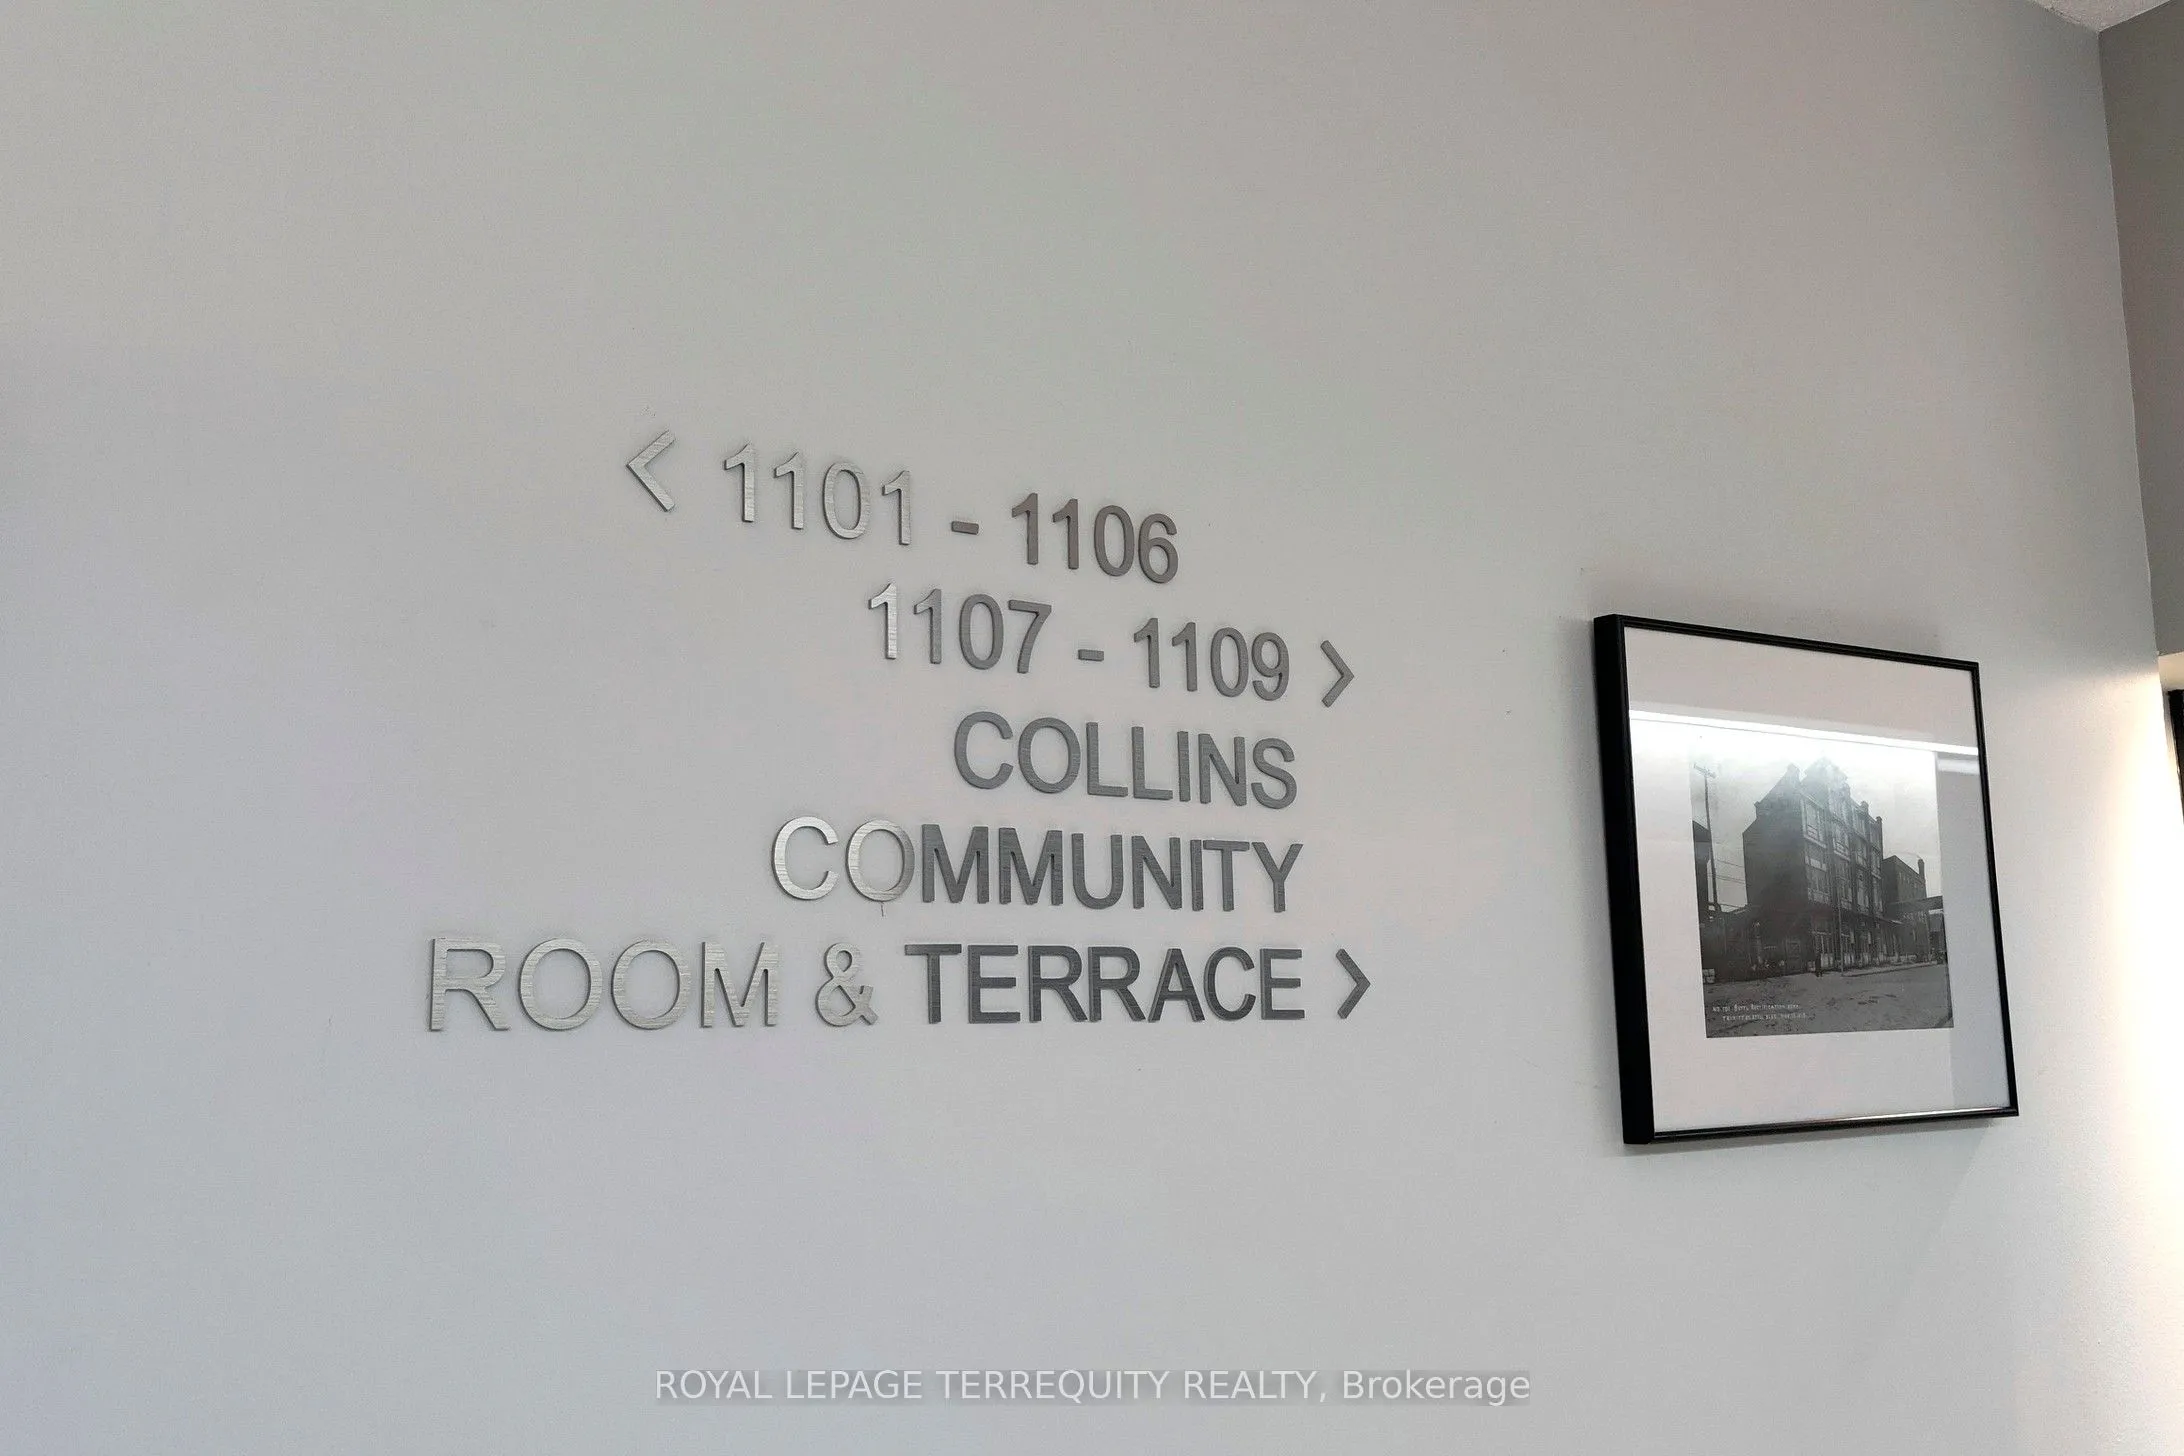 < 1101 - 1106
1107 - 1109 >
COLLINS
COMMUNITY
ROOM & TERRACE >
ROYAL LEPAGE TERREQUITY REALTY, Brokerage